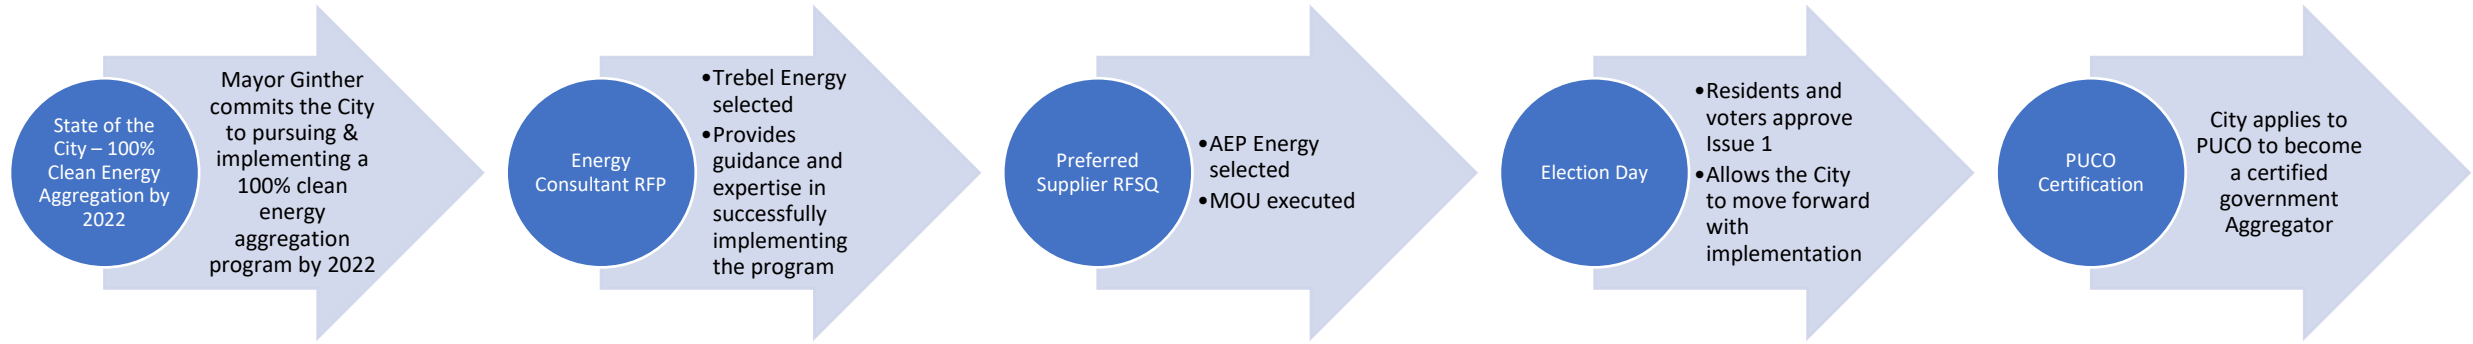 State of the
City – 100%
Clean Energy
Aggregation by
2022
Mayor Ginther
commits the City
to pursuing &
implementing a
100% clean
energy
aggregation
program by 2022
Energy
Consultant RFP
•Trebel Energy
selected
•Provides
guidance and
expertise in
successfully
implementing
the program
Preferred
Supplier RFSQ
•AEP Energy
selected
•MOU executed
Election Day
•Residents and
voters approve
Issue 1
•Allows the City
to move forward
with
implementation
PUCO
Certification
City applies to
PUCO to become
a certified
government
Aggregator